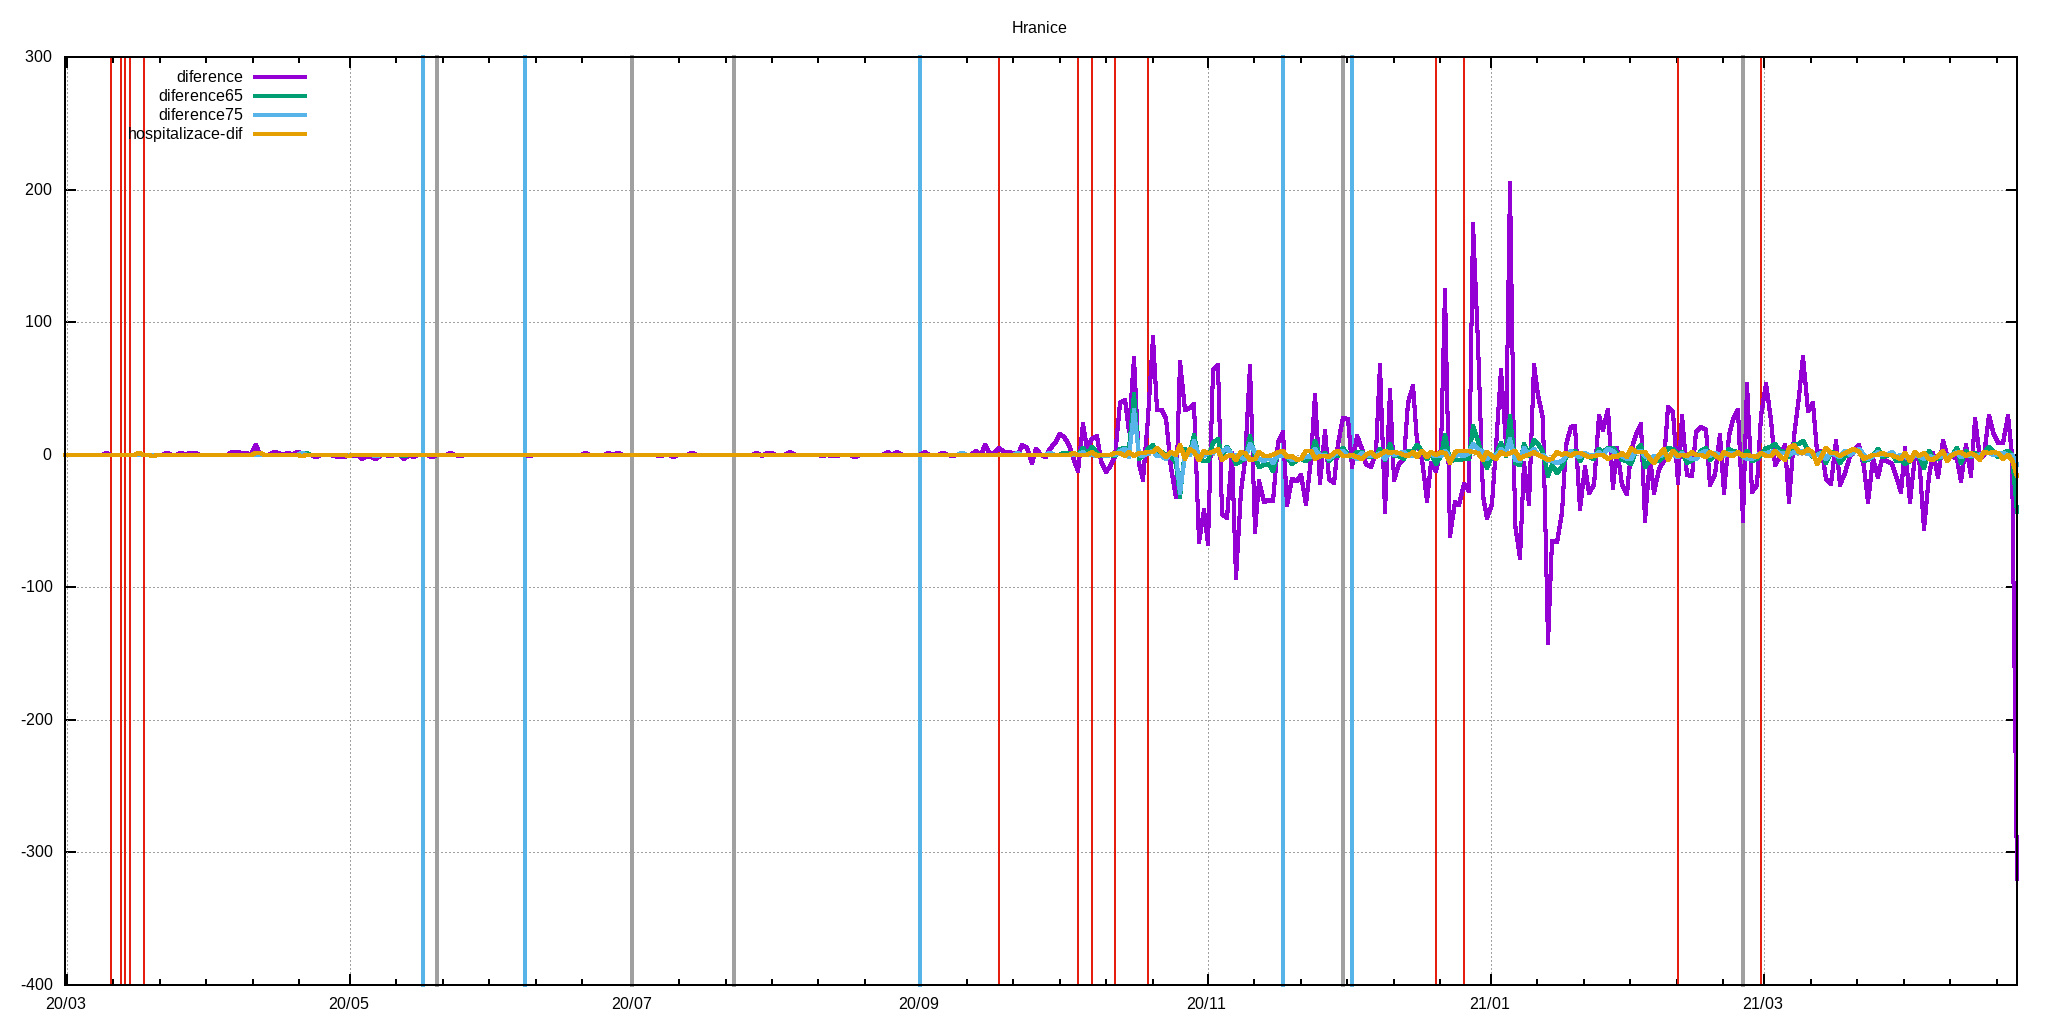 Hranice
300
diference
diference65
diference75
hospitalizace-dif
200
100
0
-100
-200
-300
-400
20/03 20/05 20/07 20/09 20/11 21/01 21/03